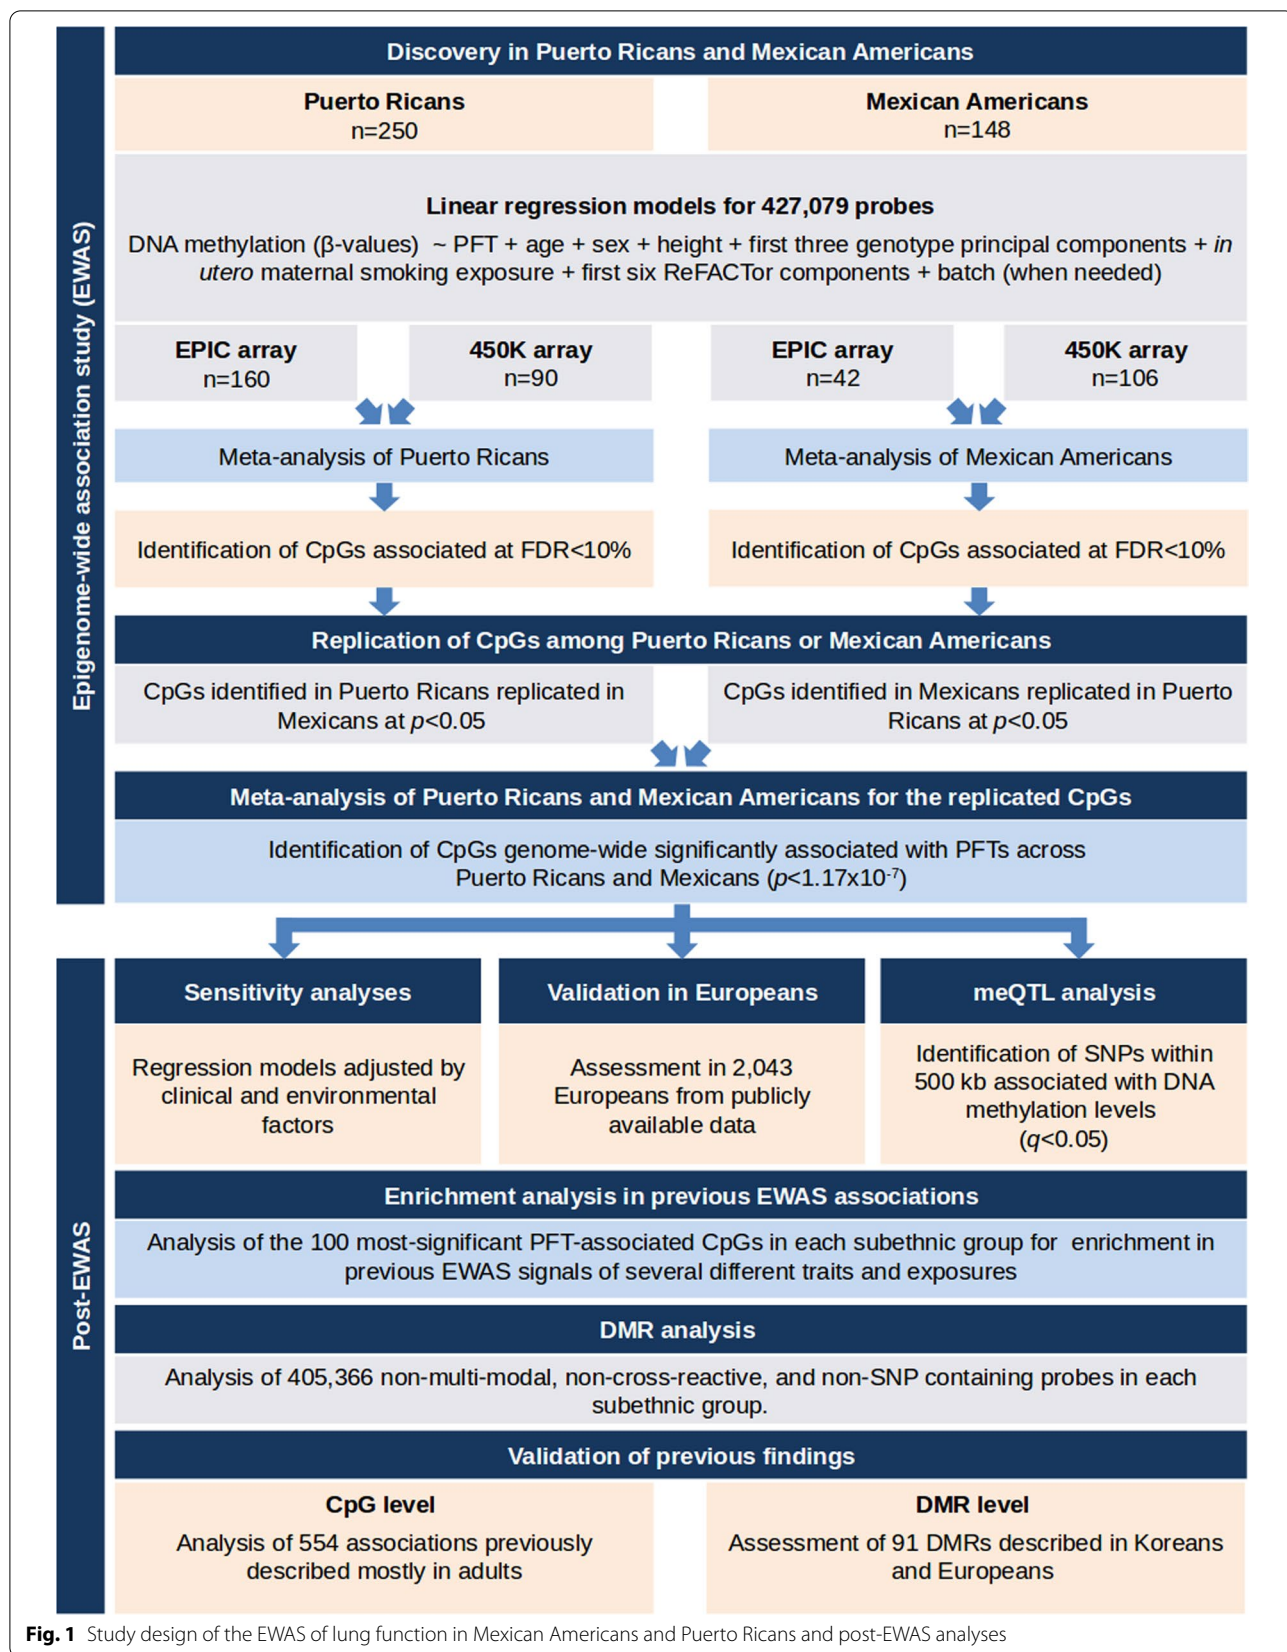 Epigenome-wide association study (EWAS)
Discovery in Puerto Ricans and Mexican Americans
Puerto Ricans
n=250
Mexican Americans
n=148
Linear regression models for 427,079 probes
DNA methylation (β-values) ~ PFT + age + sex + height + first three genotype principal components + in
utero maternal smoking exposure + first six ReFACTor components + batch (when needed)
EPIC array
n=160
450K array
n=90
EPIC array
n=42
450K array
n=106
Meta-analysis of Puerto Ricans
Meta-analysis of Mexican Americans
Identification of CpGs associated at FDR<10%
Identification of CpGs associated at FDR<10%
Replication of CpGs among Puerto Ricans or Mexican Americans
CpGs identified in Puerto Ricans replicated in
Mexicans at p<0.05
CpGs identified in Mexicans replicated in Puerto
Ricans at p<0.05
Meta-analysis of Puerto Ricans and Mexican Americans for the replicated CpGs
Identification of CpGs genome-wide significantly associated with PFTs across
Puerto Ricans and Mexicans (p<1.17x10⁻⁷)
Post-EWAS
Sensitivity analyses
Regression models adjusted by
clinical and environmental
factors
Validation in Europeans
Assessment in 2,043
Europeans from publicly
available data
meQTL analysis
Identification of SNPs within
500 kb associated with DNA
methylation levels
(q<0.05)
Enrichment analysis in previous EWAS associations
Analysis of the 100 most-significant PFT-associated CpGs in each subethnic group for enrichment in
previous EWAS signals of several different traits and exposures
DMR analysis
Analysis of 405,366 non-multi-modal, non-cross-reactive, and non-SNP containing probes in each
subethnic group.
Validation of previous findings
CpG level
Analysis of 554 associations previously
described mostly in adults
DMR level
Assessment of 91 DMRs described in Koreans
and Europeans
Fig. 1 Study design of the EWAS of lung function in Mexican Americans and Puerto Ricans and post-EWAS analyses